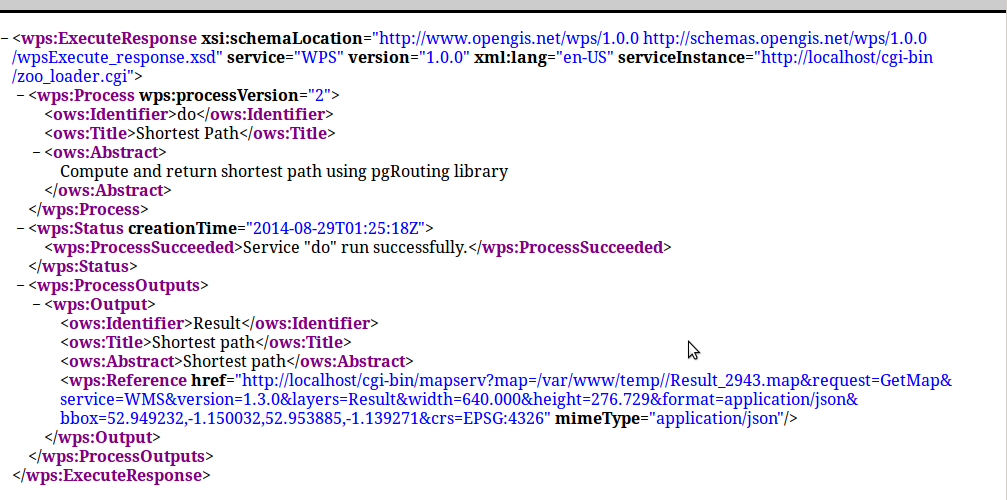 − <wps:ExecuteResponse xsi:schemaLocation="http://www.opengis.net/wps/1.0.0 http://schemas.opengis.net/wps/1.0.0
/wpsExecute_response.xsd" service="WPS" version="1.0.0" xml:lang="en-US" serviceInstance="http://localhost/cgi-bin
/zoo_loader.cgi">
− <wps:Process wps:processVersion="2">
<ows:Identifier>do</ows:Identifier>
<ows:Title>Shortest Path</ows:Title>
− <ows:Abstract>
Compute and return shortest path using pgRouting library
</ows:Abstract>
</wps:Process>
− <wps:Status creationTime="2014-08-29T01:25:18Z">
<wps:ProcessSucceeded>Service "do" run successfully.</wps:ProcessSucceeded>
</wps:Status>
− <wps:ProcessOutputs>
− <wps:Output>
<ows:Identifier>Result</ows:Identifier>
<ows:Title>Shortest path</ows:Title>
<ows:Abstract>Shortest path</ows:Abstract>
<wps:Reference href="http://localhost/cgi-bin/mapserv?map=/var/www/temp//Result_2943.map&request=GetMap&
service=WMS&version=1.3.0&layers=Result&width=640.000&height=276.729&format=application/json&
bbox=52.949232,-1.150032,52.953885,-1.139271&crs=EPSG:4326" mimeType="application/json"/>
</wps:Output>
</wps:ProcessOutputs>
</wps:ExecuteResponse>